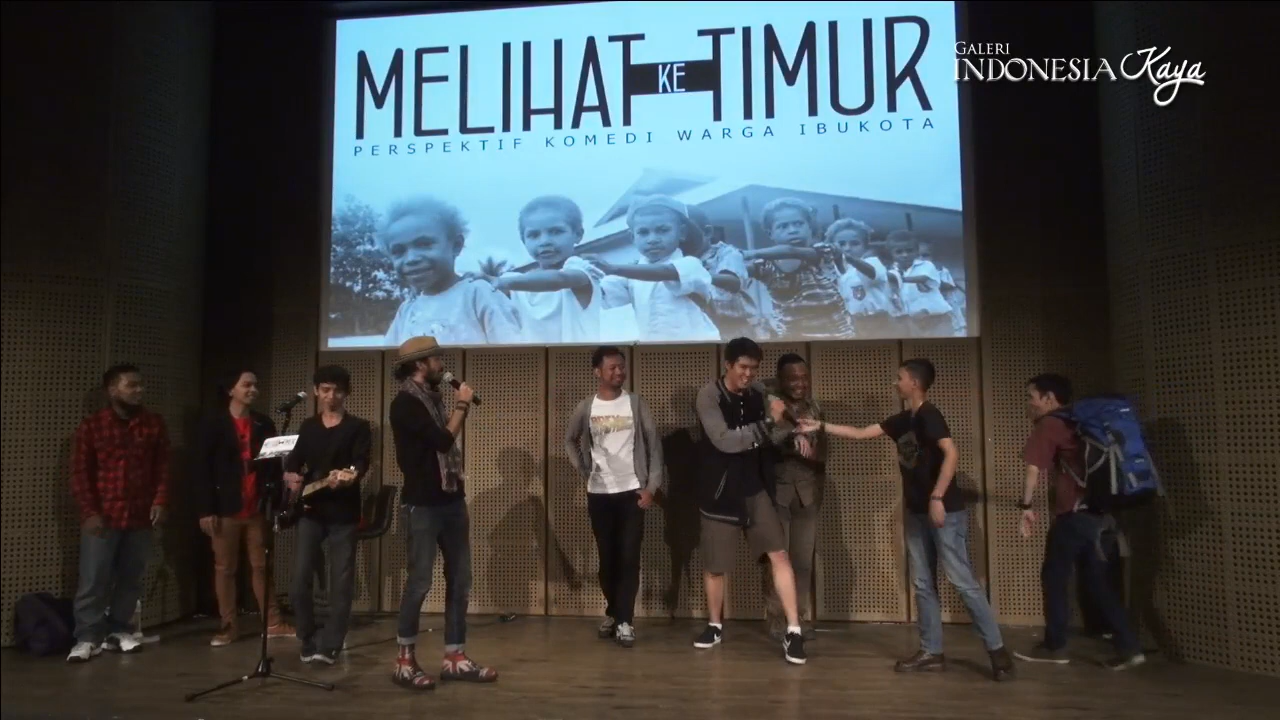 MELIHAT KE TIMUR
PERSPEKTIF KOMEDI WARGA IBUKOTA
GALERI
INDONESIA Kaya